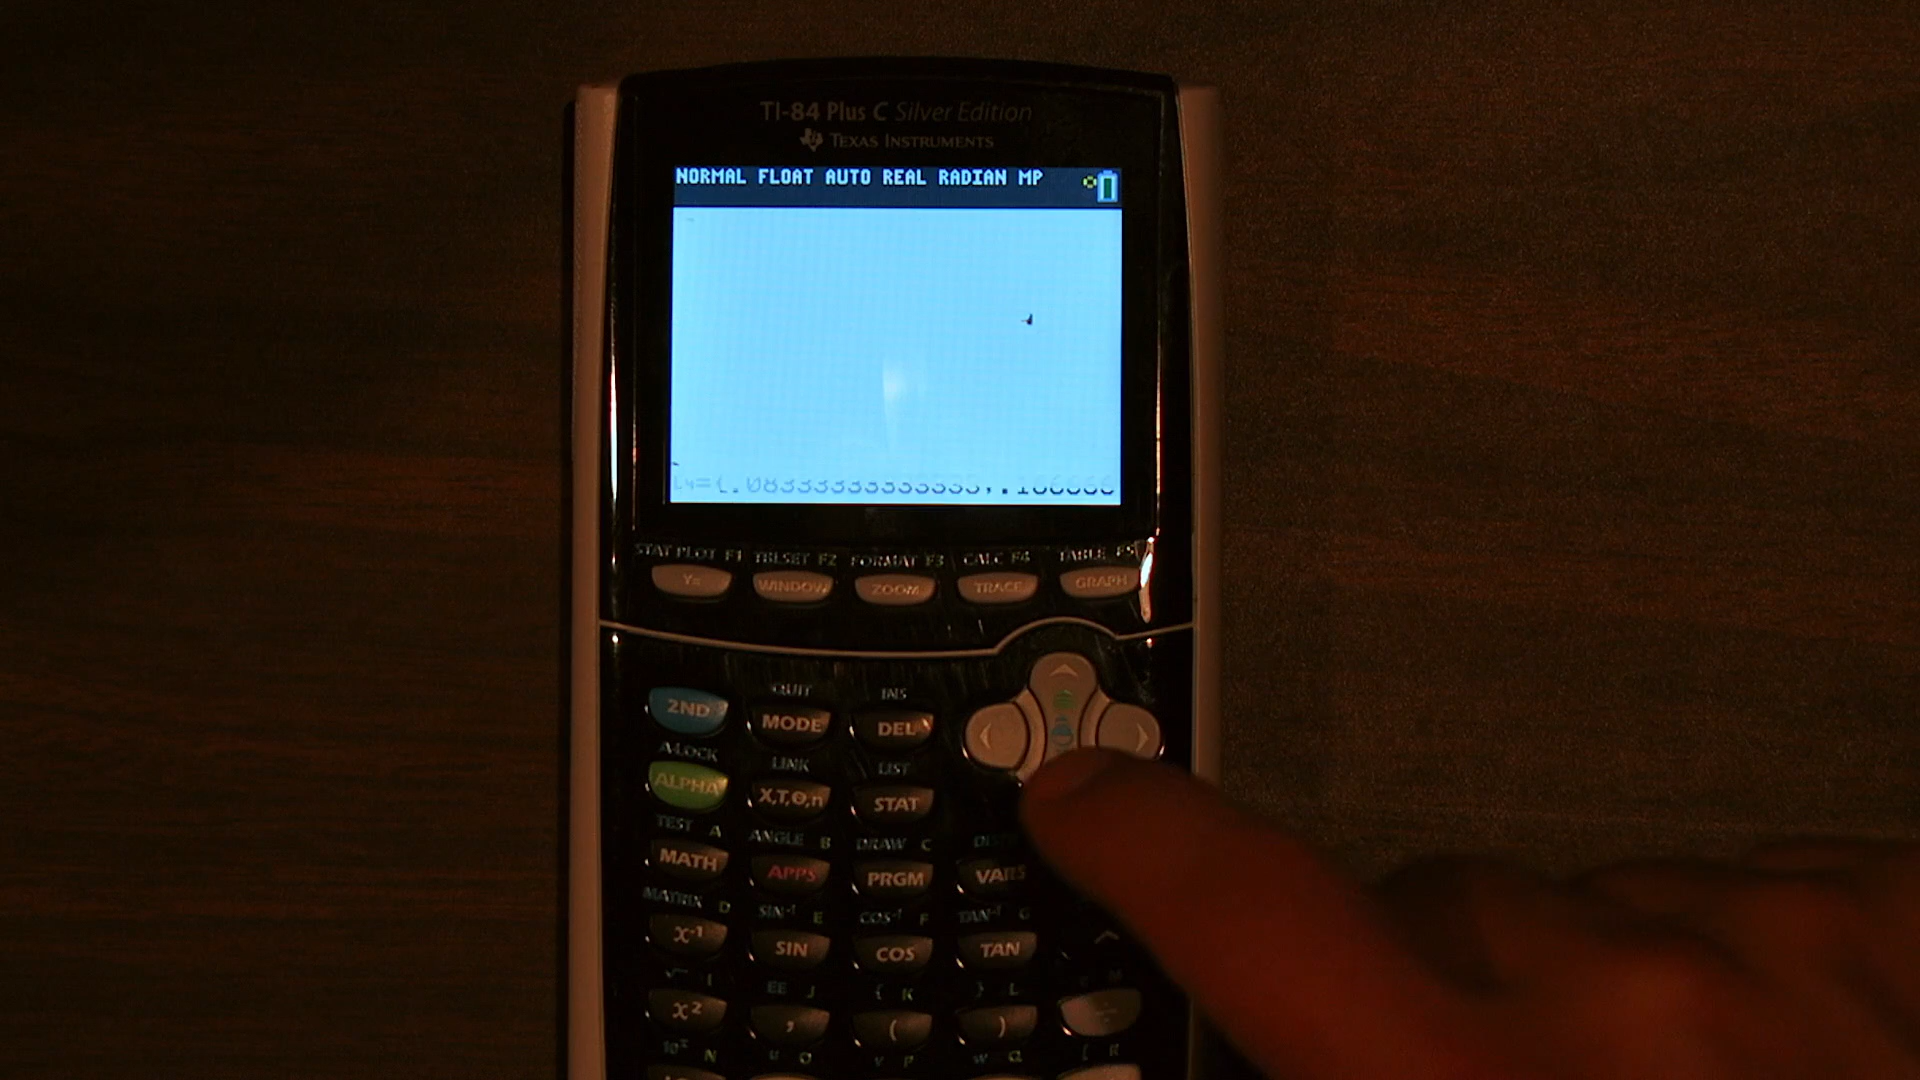 TI-84 Plus C Silver Edition
TEXAS INSTRUMENTS
NORMAL FLOAT AUTO REAL RADIAN MP
STAT PLOT F1 TBLSET F2 FORMAT F3 CALC F4 TABLE F5
Y= WINDOW ZOOM TRACE GRAPH
QUIT INS
2ND MODE DEL
A-LOCK LINK LIST
ALPHA X,T,Θ,n STAT
TEST A ANGLE B DRAW C
MATH APPS PRGM VARS
MATRIX D SIN⁻¹ E COS⁻¹ F TAN⁻¹ G
x⁻¹ SIN COS TAN
√ I EE J { K } L M
x² , ( ) ÷
10ˣ N u O v P w Q [ R